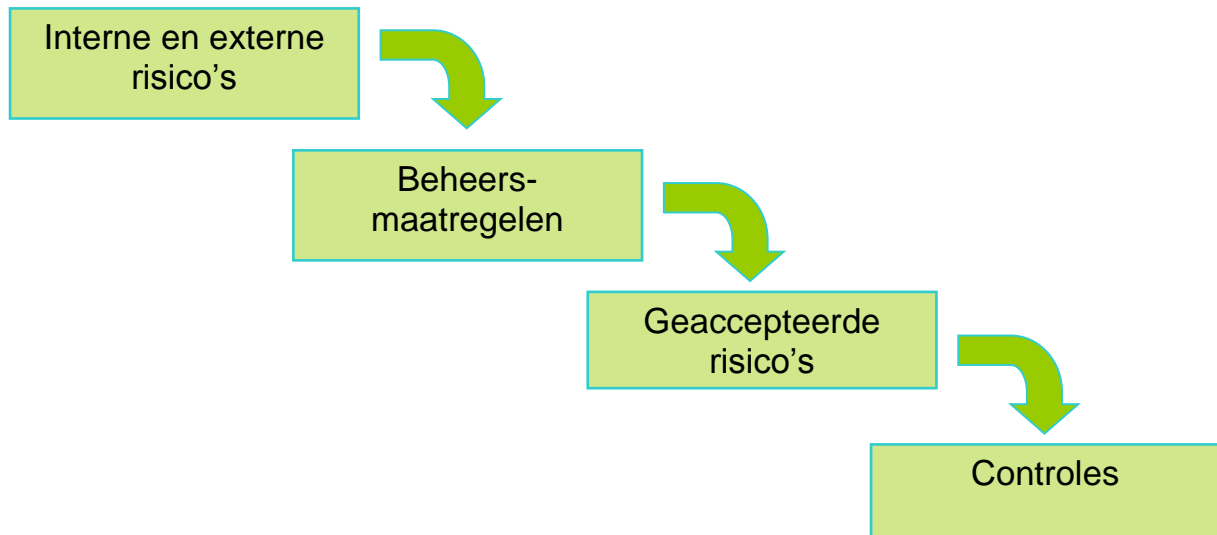 Interne en externe
risico’s
Beheers-
maatregelen
Geaccepteerde
risico’s
Controles